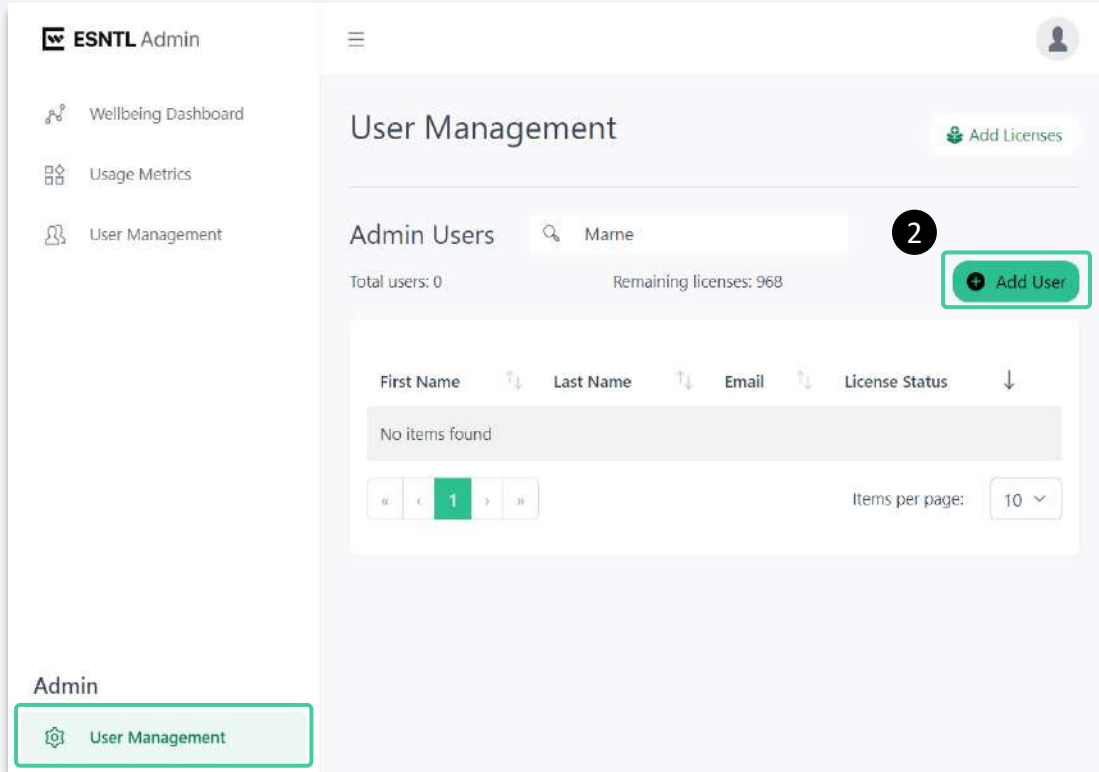 ESNTL Admin
Wellbeing Dashboard
Usage Metrics
User Management
Admin
User Management
User Management
Add Licenses
Admin Users
Marne
2
Total users: 0
Remaining licenses: 968
Add User
First Name
Last Name
Email
License Status
No items found
« ‹ 1 › »
Items per page:
10